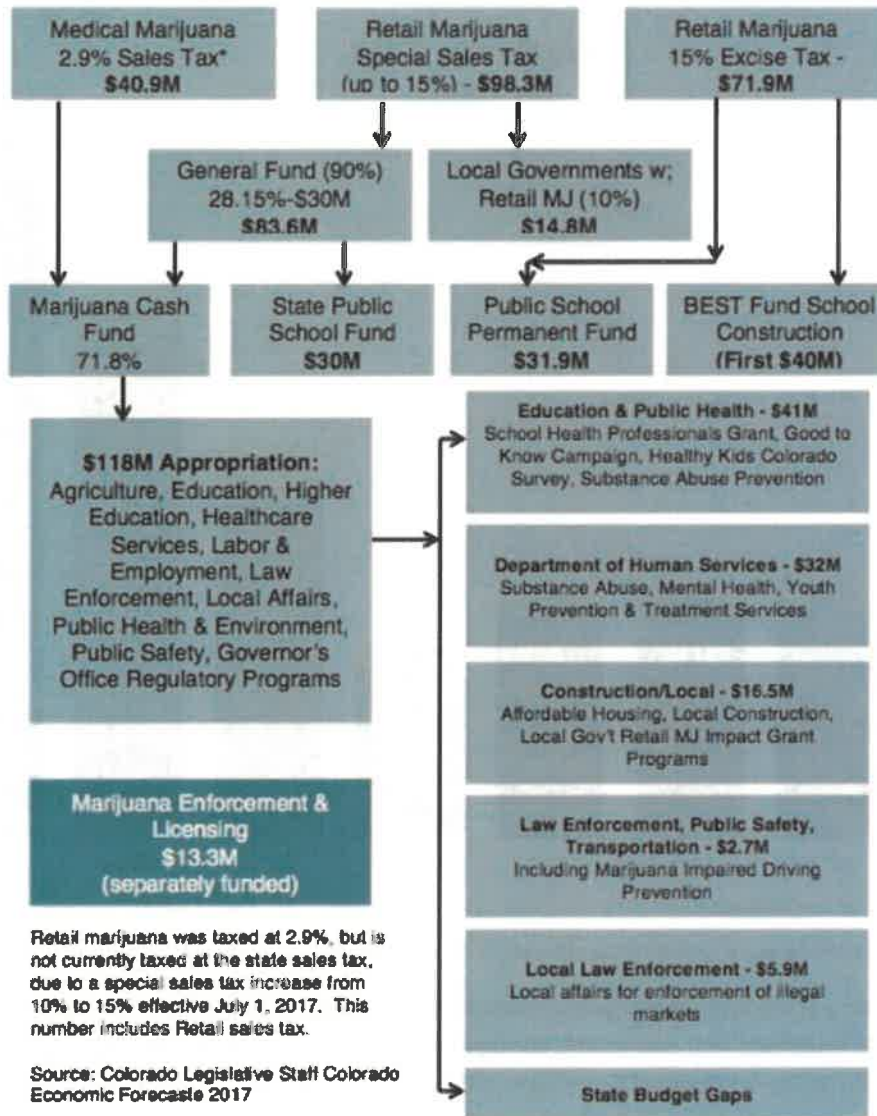 Medical Marijuana
2.9% Sales Tax*
$40.9M
Retail Marijuana
Special Sales Tax
(up to 15%) - $98.3M
Retail Marijuana
15% Excise Tax -
$71.9M
General Fund (90%)
28.15%-$30M
$83.6M
Local Governments w;
Retail MJ (10%)
$14.8M
Marijuana Cash
Fund
71.8%
State Public
School Fund
$30M
Public School
Permanent Fund
$31.9M
BEST Fund School
Construction
(First $40M)
$118M Appropriation:
Agriculture, Education, Higher
Education, Healthcare
Services, Labor &
Employment, Law
Enforcement, Local Affairs,
Public Health & Environment,
Public Safety, Governor's
Office Regulatory Programs
Education & Public Health - $41M
School Health Professionals Grant, Good to
Know Campaign, Healthy Kids Colorado
Survey, Substance Abuse Prevention
Department of Human Services - $32M
Substance Abuse, Mental Health, Youth
Prevention & Treatment Services
Construction/Local - $16.5M
Affordable Housing, Local Construction,
Local Gov't Retail MJ Impact Grant
Programs
Law Enforcement, Public Safety,
Transportation - $2.7M
Including Marijuana Impaired Driving
Prevention
Local Law Enforcement - $5.9M
Local affairs for enforcement of illegal
markets
State Budget Gaps
Marijuana Enforcement &
Licensing
$13.3M
(separately funded)
Retail marijuana was taxed at 2.9%, but is
not currently taxed at the state sales tax,
due to a special sales tax increase from
10% to 15% effective July 1, 2017. This
number includes Retail sales tax.
Source: Colorado Legislative Staff Colorado
Economic Forecasts 2017